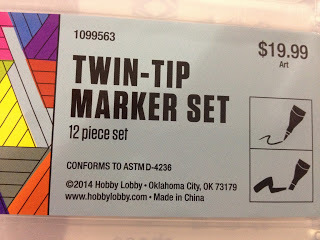 1099563
$19.99
Art
TWIN-TIP
MARKER SET
12 piece set
CONFORMS TO ASTM D-4236
©2014 Hobby Lobby • Oklahoma City, OK 73179
www.hobbylobby.com • Made in China